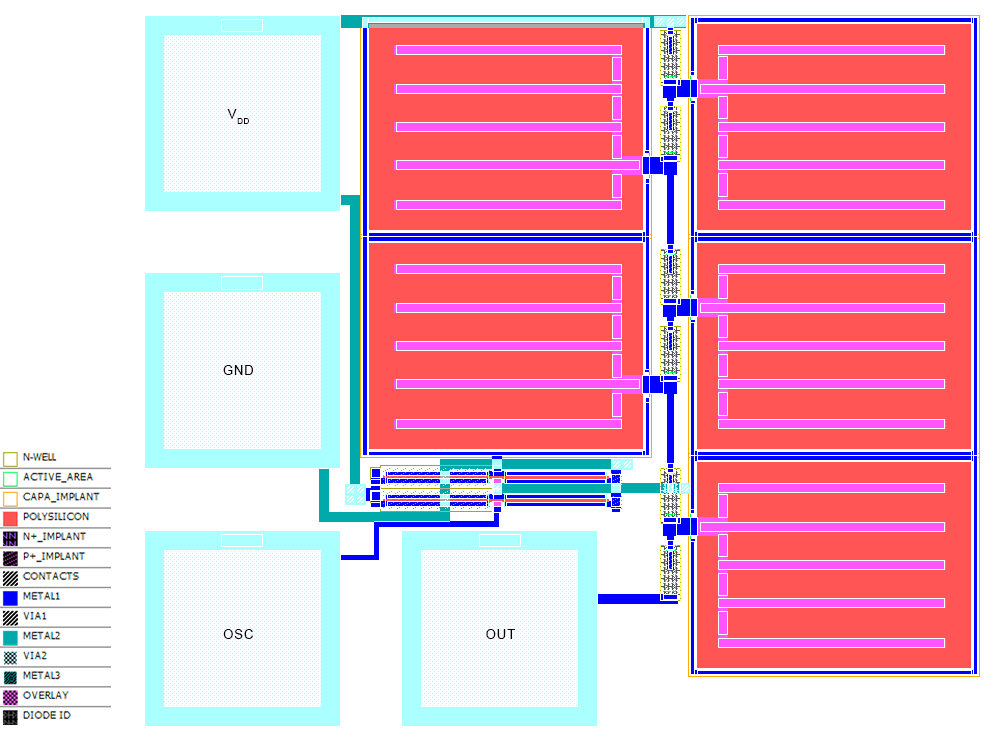 V
DD
GND
N-WELL
ACTIVE_AREA
CAPA_IMPLANT
POLYSILICON
N+_IMPLANT
P+_IMPLANT
CONTACTS
METAL1
VIA1
METAL2
VIA2
METAL3
OVERLAY
DIODE ID
OSC
OUT